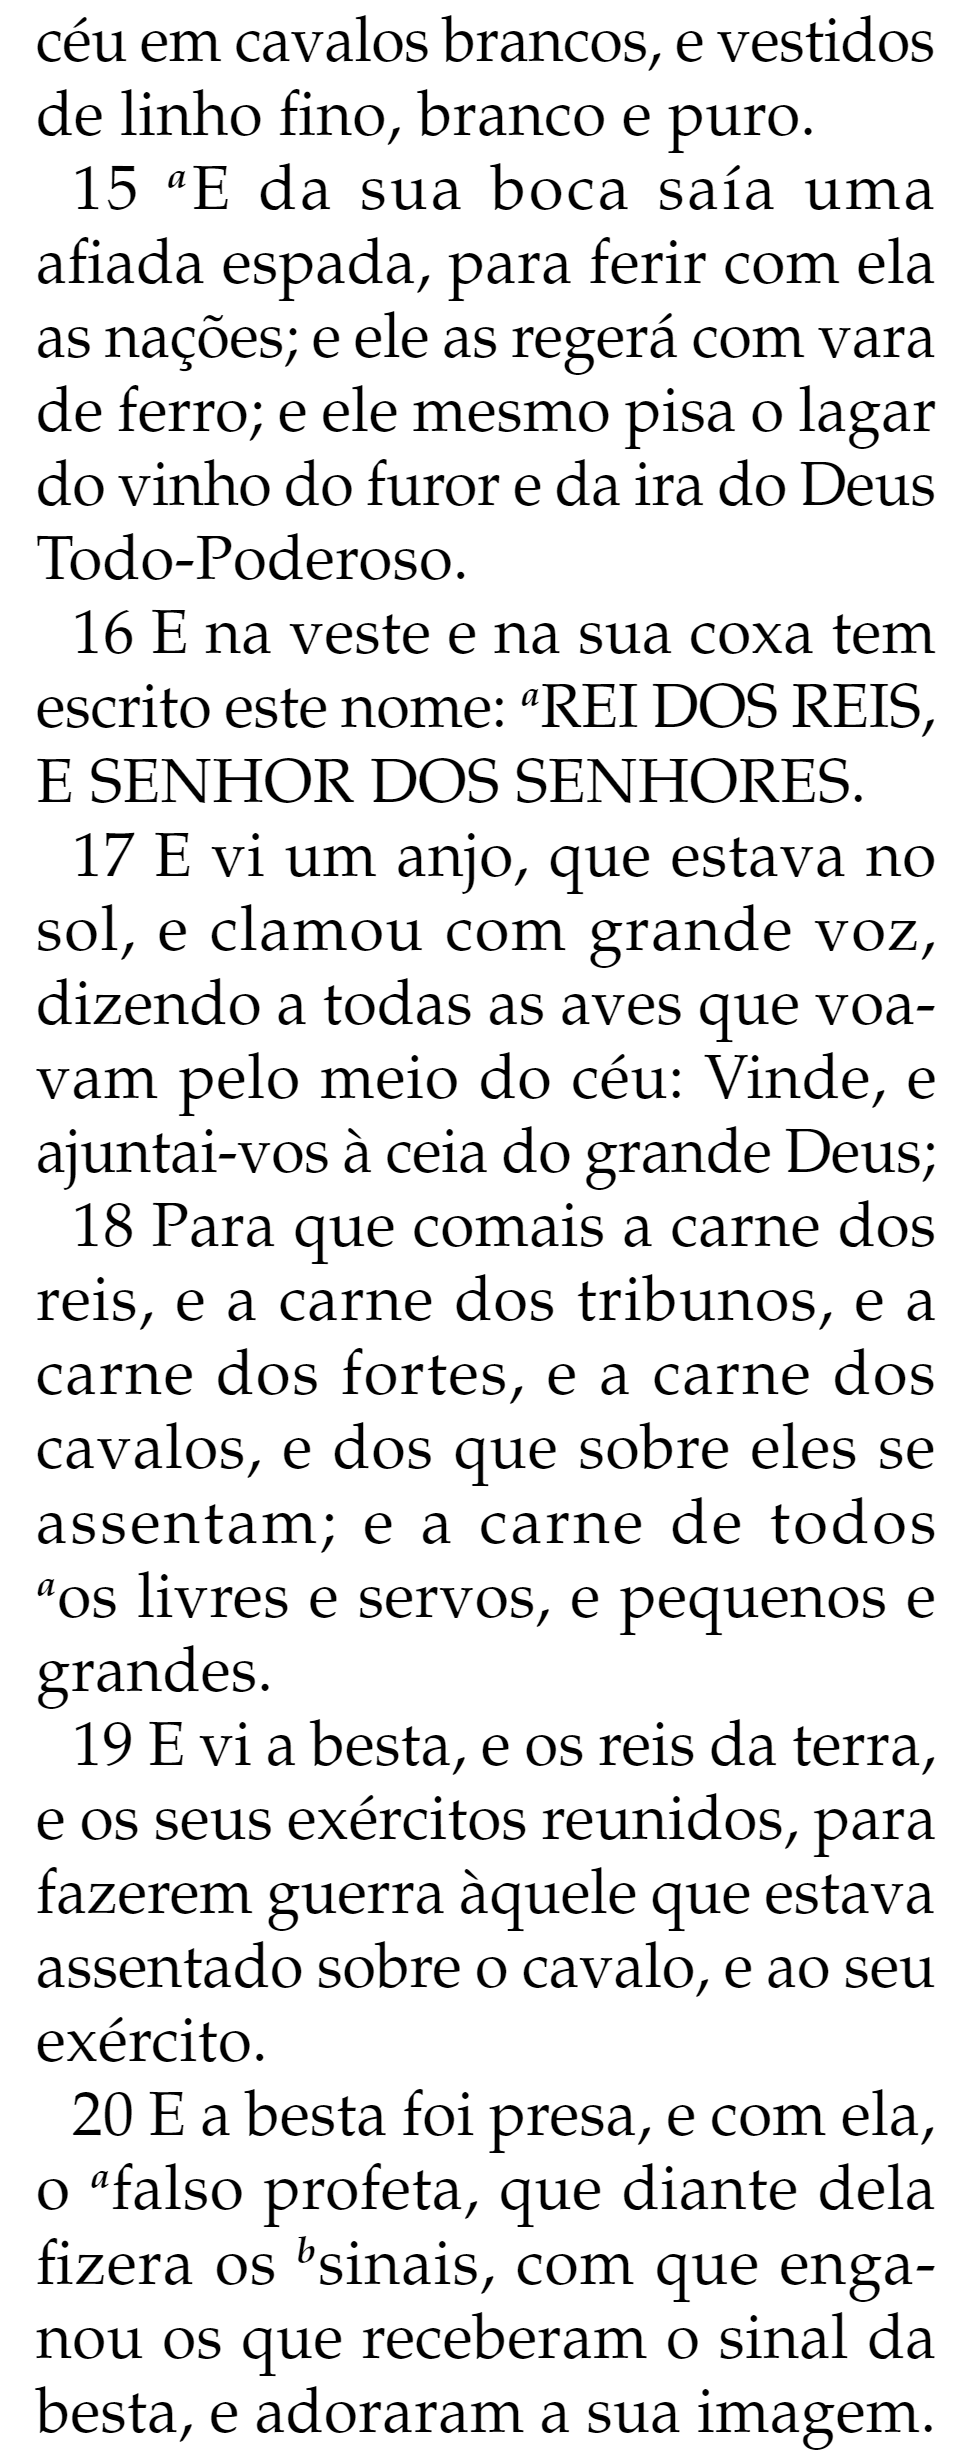 céu em cavalos brancos, e vestidos
de linho fino, branco e puro.
15 ªE da sua boca saía uma
afiada espada, para ferir com ela
as nações; e ele as regerá com vara
de ferro; e ele mesmo pisa o lagar
do vinho do furor e da ira do Deus
Todo-Poderoso.
16 E na veste e na sua coxa tem
escrito este nome: ªREI DOS REIS,
E SENHOR DOS SENHORES.
17 E vi um anjo, que estava no
sol, e clamou com grande voz,
dizendo a todas as aves que voa-
vam pelo meio do céu: Vinde, e
ajuntai-vos à ceia do grande Deus;
18 Para que comais a carne dos
reis, e a carne dos tribunos, e a
carne dos fortes, e a carne dos
cavalos, e dos que sobre eles se
assentam; e a carne de todos
ªos livres e servos, e pequenos e
grandes.
19 E vi a besta, e os reis da terra,
e os seus exércitos reunidos, para
fazerem guerra àquele que estava
assentado sobre o cavalo, e ao seu
exército.
20 E a besta foi presa, e com ela,
o ªfalso profeta, que diante dela
fizera os ᵇsinais, com que enga-
nou os que receberam o sinal da
besta, e adoraram a sua imagem.